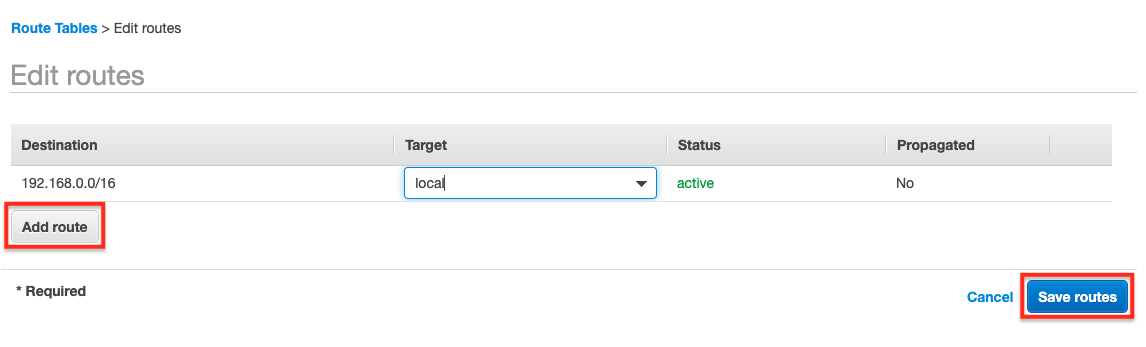 Route Tables > Edit routes
Edit routes
Destination Target Status Propagated
192.168.0.0/16 local active No
Add route
* Required
Cancel Save routes